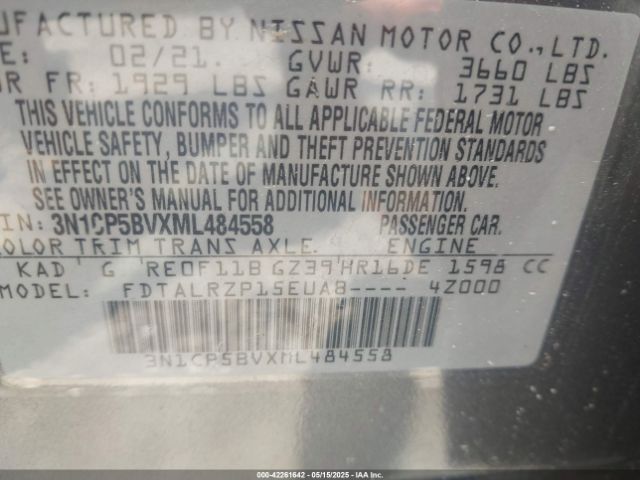 UFACTURED BY NISSAN MOTOR CO.,LTD.
E: 02/21. GVWR: 3660 LBS
R FR: 1929 LBS GAWR RR: 1731 LBS
THIS VEHICLE CONFORMS TO ALL APPLICABLE FEDERAL MOTOR
VEHICLE SAFETY, BUMPER AND THEFT PREVENTION STANDARDS
IN EFFECT ON THE DATE OF MANUFACTURE SHOWN ABOVE.
SEE OWNER'S MANUAL FOR ADDITIONAL INFORMATION.
IN: 3N1CP5BVXML484558 PASSENGER CAR.
COLOR TRIM TRANS AXLE ENGINE
KAD G RE0F11B GZ39 HR16DE 1598 CC
MODEL: FDTALRZP15EUA8---- 4Z000
3N1CP5BVXML484558
000-42261642 - 05/15/2025 - IAAI.COM